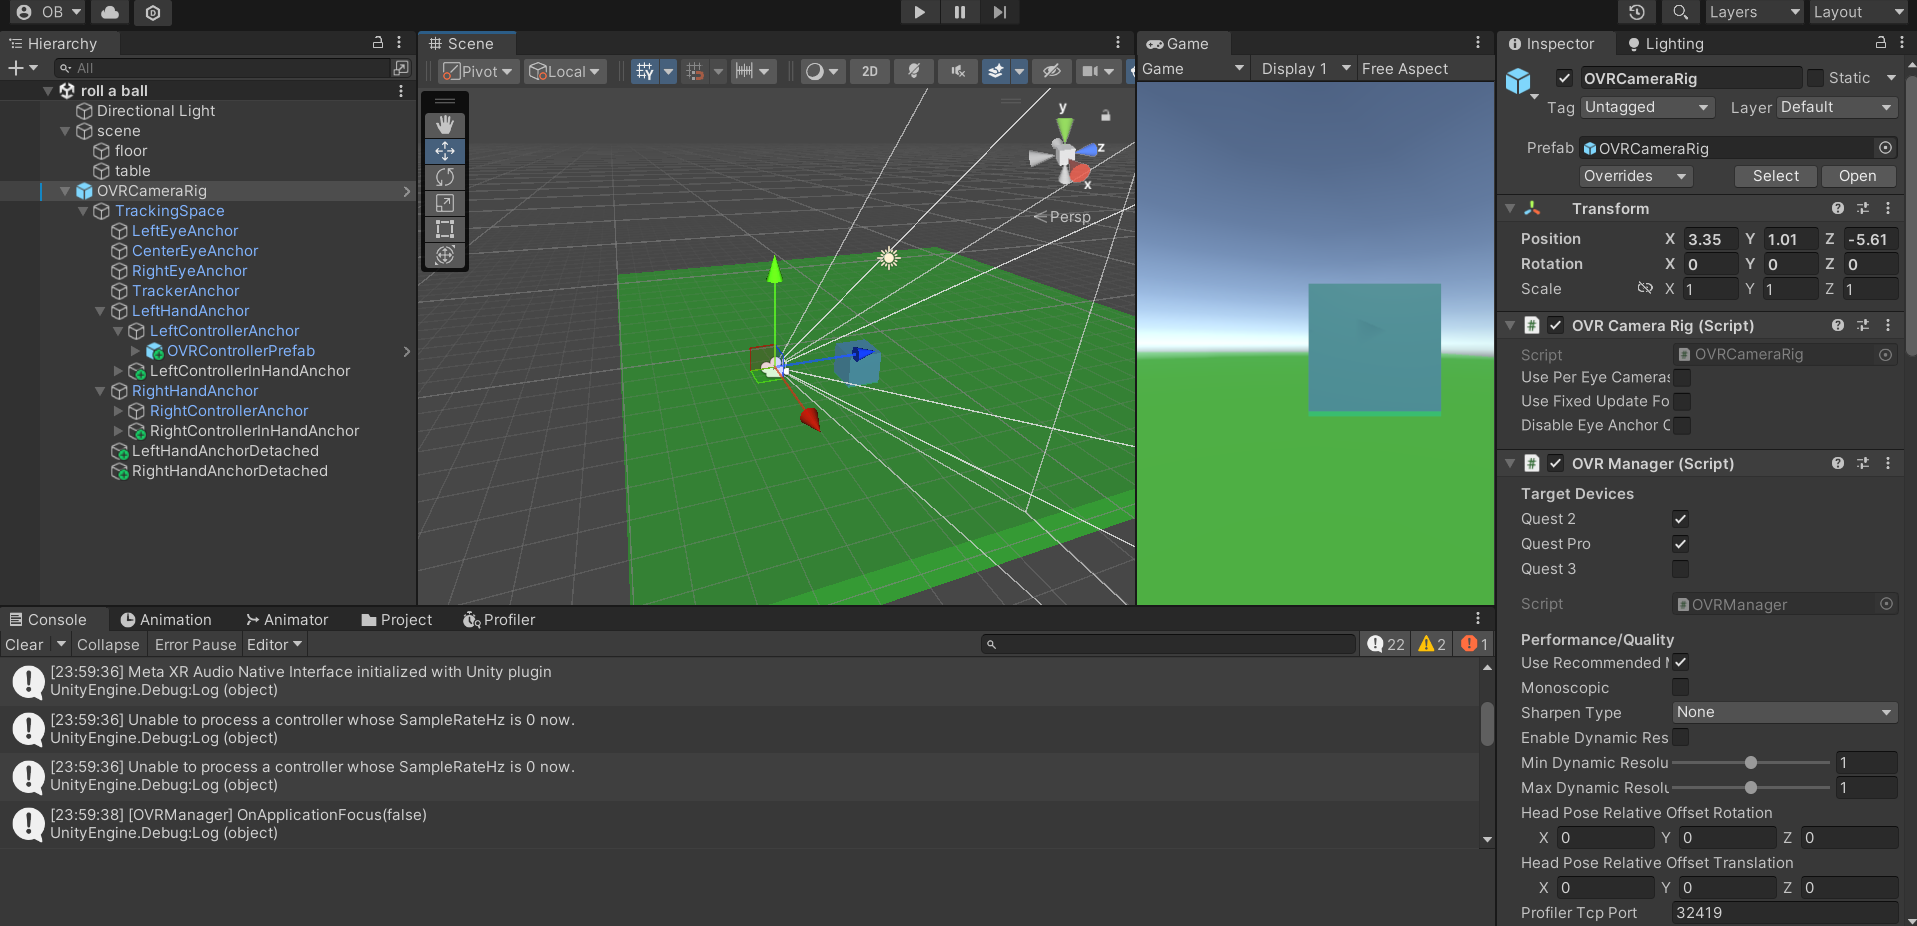 OB
Layers
Layout
Hierarchy
All
roll a ball
Directional Light
scene
floor
table
OVRCameraRig
TrackingSpace
LeftEyeAnchor
CenterEyeAnchor
RightEyeAnchor
TrackerAnchor
LeftHandAnchor
LeftControllerAnchor
OVRControllerPrefab
LeftControllerInHandAnchor
RightHandAnchor
RightControllerAnchor
RightControllerInHandAnchor
LeftHandAnchorDetached
RightHandAnchorDetached
Scene
Pivot Local 2D
y
z
x
Persp
Game
Game Display 1 Free Aspect
Inspector Lighting
OVRCameraRig Static
Tag Untagged Layer Default
Prefab OVRCameraRig
Overrides Select Open
Transform
Position X 3.35 Y 1.01 Z -5.61
Rotation X 0 Y 0 Z 0
Scale X 1 Y 1 Z 1
# OVR Camera Rig (Script)
Script # OVRCameraRig
Use Per Eye Cameras
Use Fixed Update Fo
Disable Eye Anchor C
# OVR Manager (Script)
Target Devices
Quest 2
Quest Pro
Quest 3
Script # OVRManager
Performance/Quality
Use Recommended M
Monoscopic
Sharpen Type None
Enable Dynamic Res
Min Dynamic Resolu 1
Max Dynamic Resolu 1
Head Pose Relative Offset Rotation
X 0 Y 0 Z 0
Head Pose Relative Offset Translation
X 0 Y 0 Z 0
Profiler Tcp Port 32419
Console Animation Animator Project Profiler
Clear Collapse Error Pause Editor 22 2 1
[23:59:36] Meta XR Audio Native Interface initialized with Unity plugin
UnityEngine.Debug:Log (object)
[23:59:36] Unable to process a controller whose SampleRateHz is 0 now.
UnityEngine.Debug:Log (object)
[23:59:36] Unable to process a controller whose SampleRateHz is 0 now.
UnityEngine.Debug:Log (object)
[23:59:38] [OVRManager] OnApplicationFocus(false)
UnityEngine.Debug:Log (object)